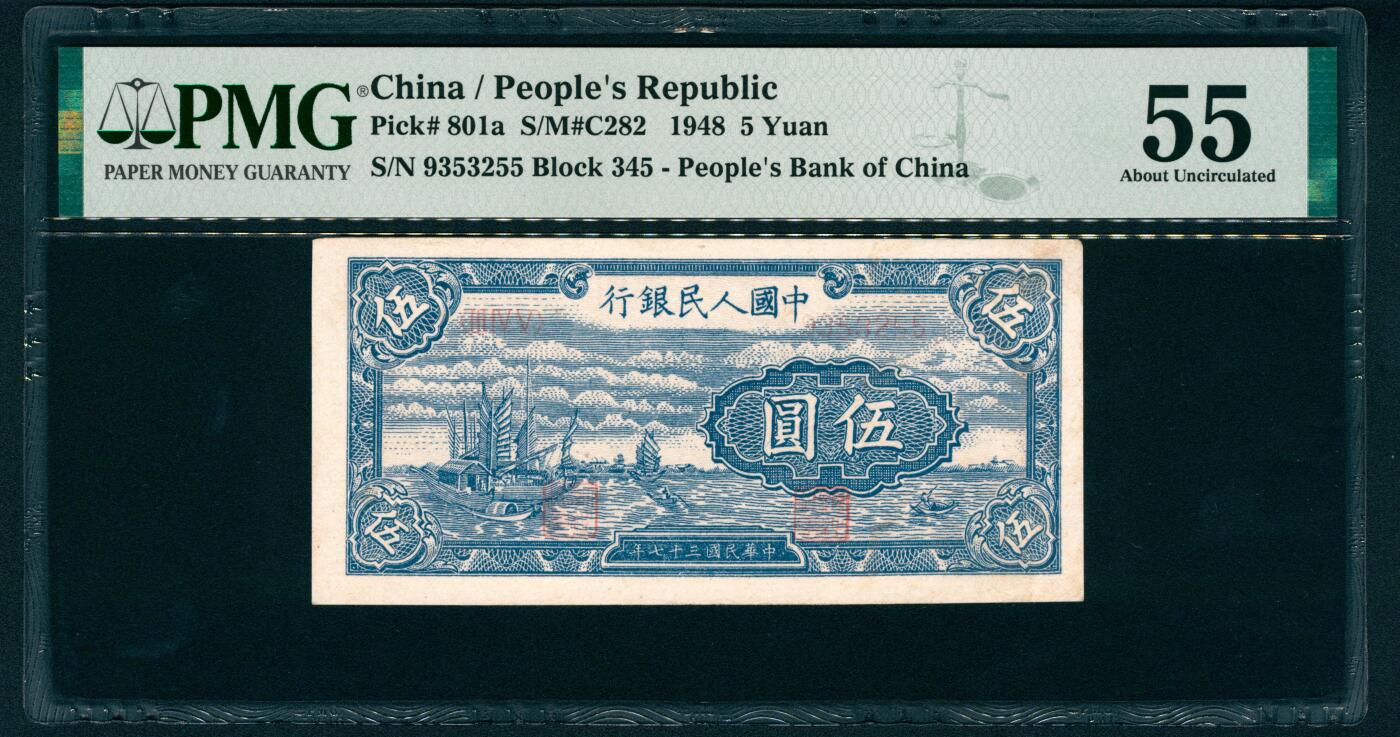 PMG®
PAPER MONEY GUARANTY
China / People's Republic
Pick# 801a S/M#C282 1948 5 Yuan
S/N 9353255 Block 345 - People's Bank of China
55
About Uncirculated
伍
行銀民人國中
伍
圓伍
伍
年七十三國民華中
伍